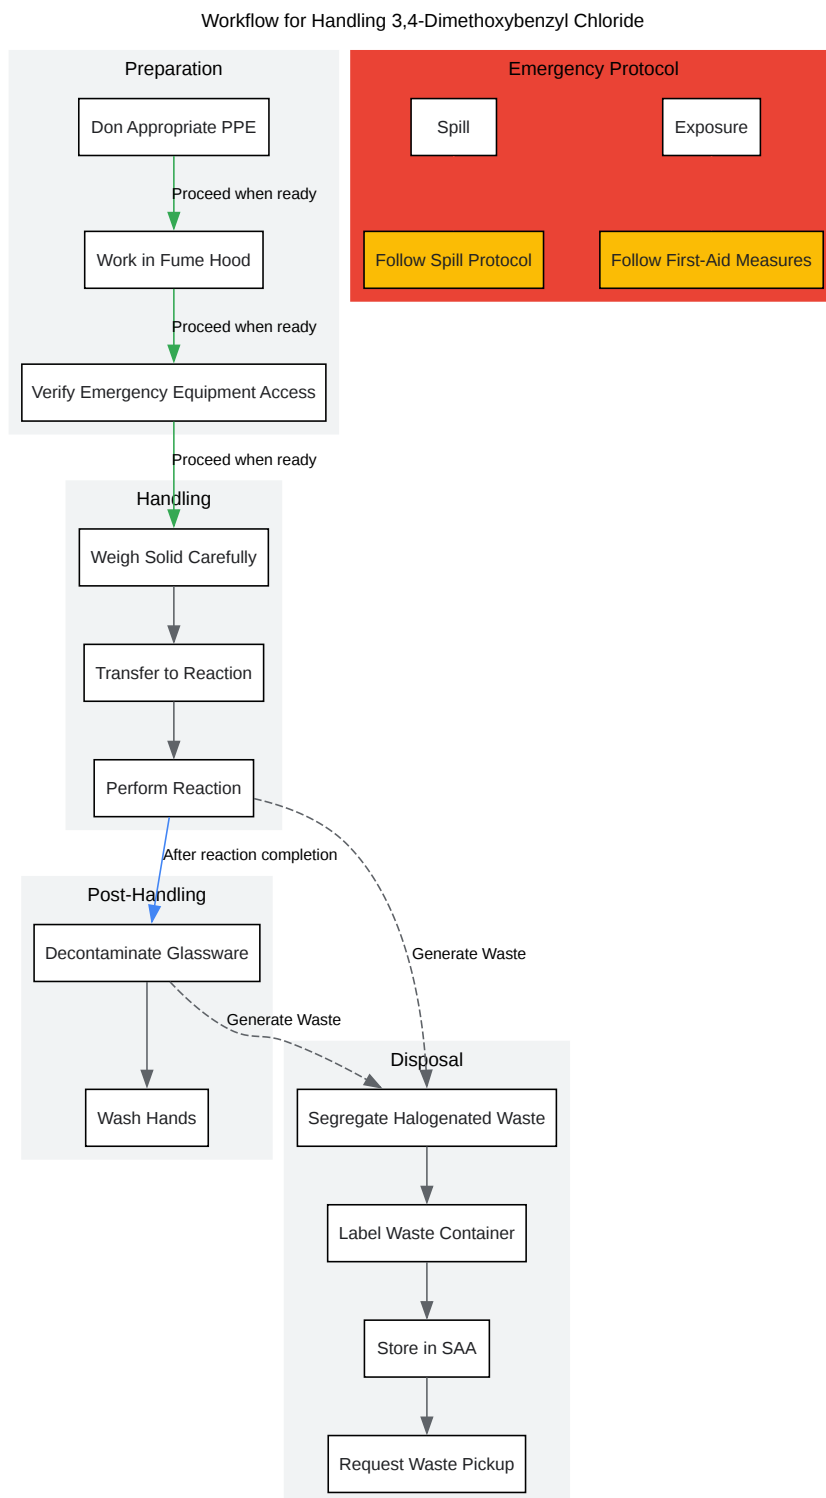 Workflow for Handling 3,4-Dimethoxybenzyl Chloride
Preparation
Don Appropriate PPE
Proceed when ready
Work in Fume Hood
Proceed when ready
Verify Emergency Equipment Access
Proceed when ready
Emergency Protocol
Spill
Exposure
Follow Spill Protocol
Follow First-Aid Measures
Handling
Weigh Solid Carefully
Transfer to Reaction
Perform Reaction
After reaction completion
Generate Waste
Post-Handling
Decontaminate Glassware
Generate Waste
Wash Hands
Disposal
Segregate Halogenated Waste
Label Waste Container
Store in SAA
Request Waste Pickup